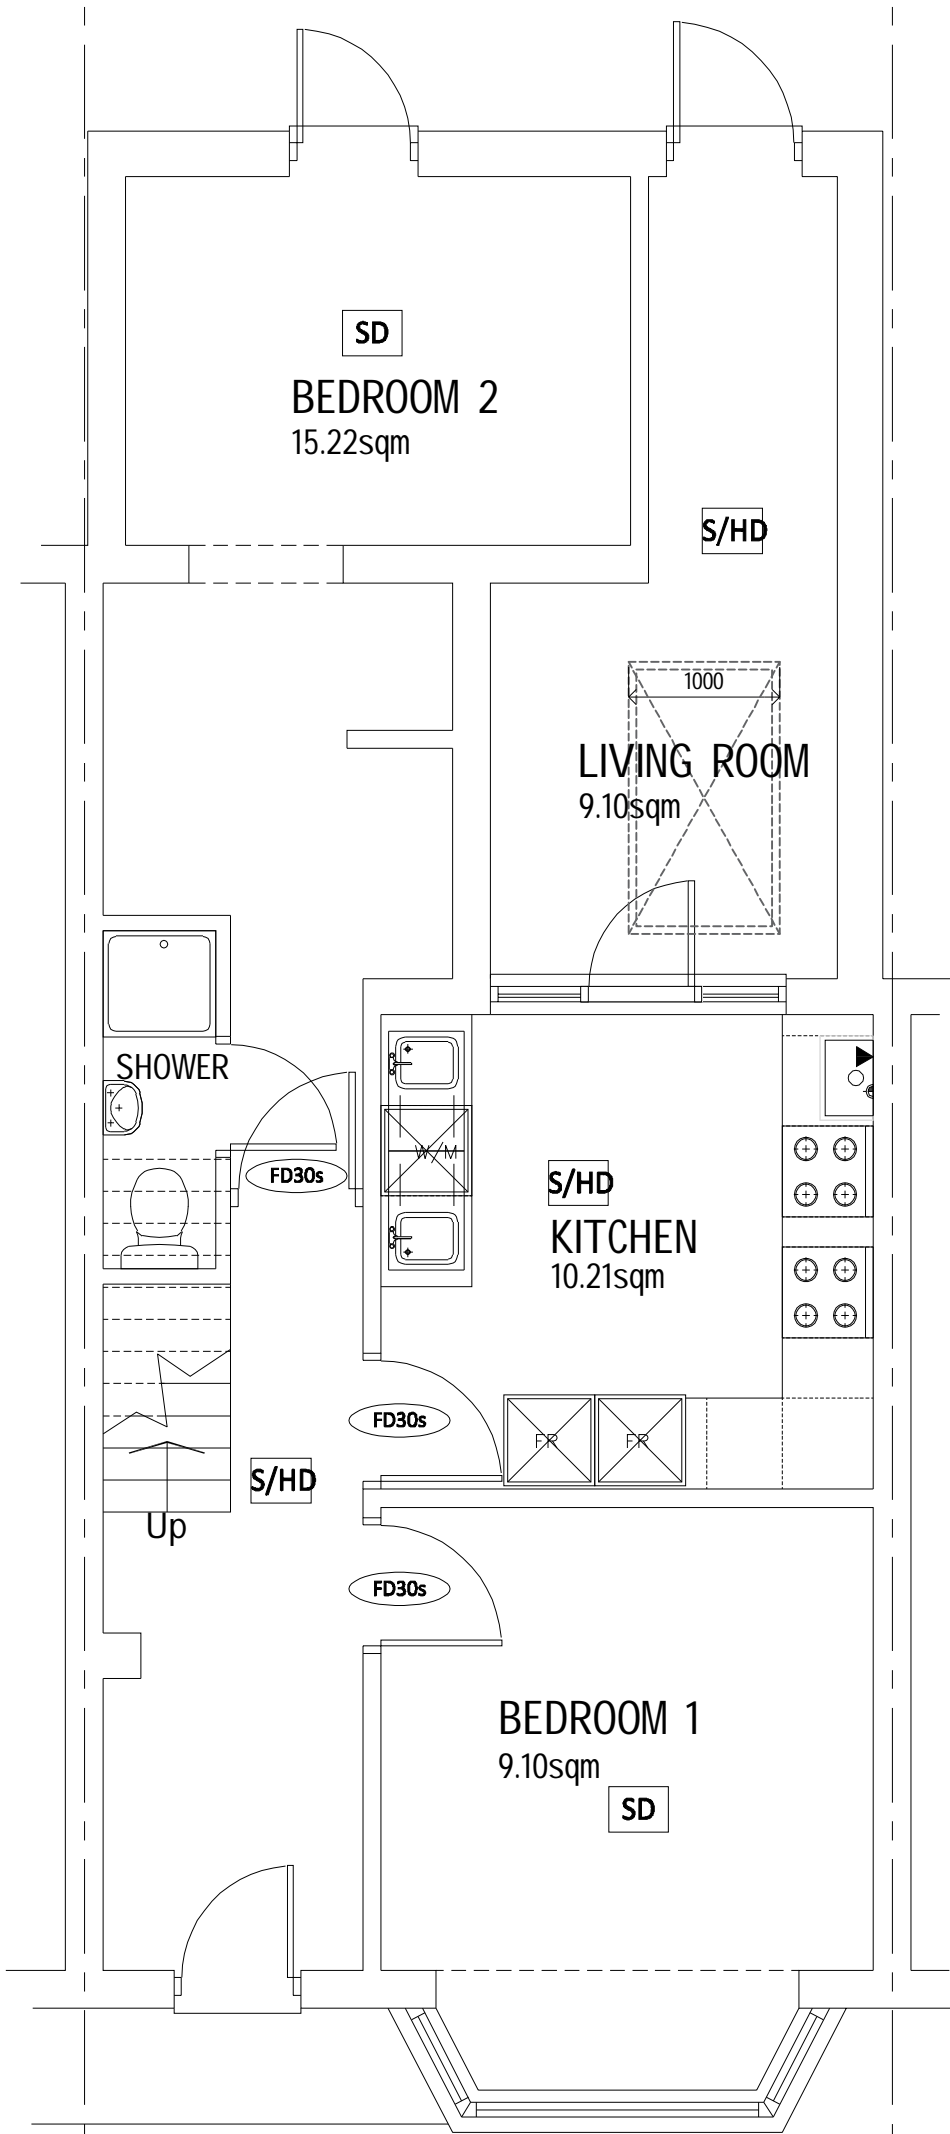 SD
BEDROOM 2
15.22sqm
S/HD
1000
LIVING ROOM
9.10sqm
SHOWER
FD30s
W/M
S/HD
KITCHEN
10.21sqm
FD30s
FR
FR
S/HD
Up
FD30s
BEDROOM 1
9.10sqm
SD